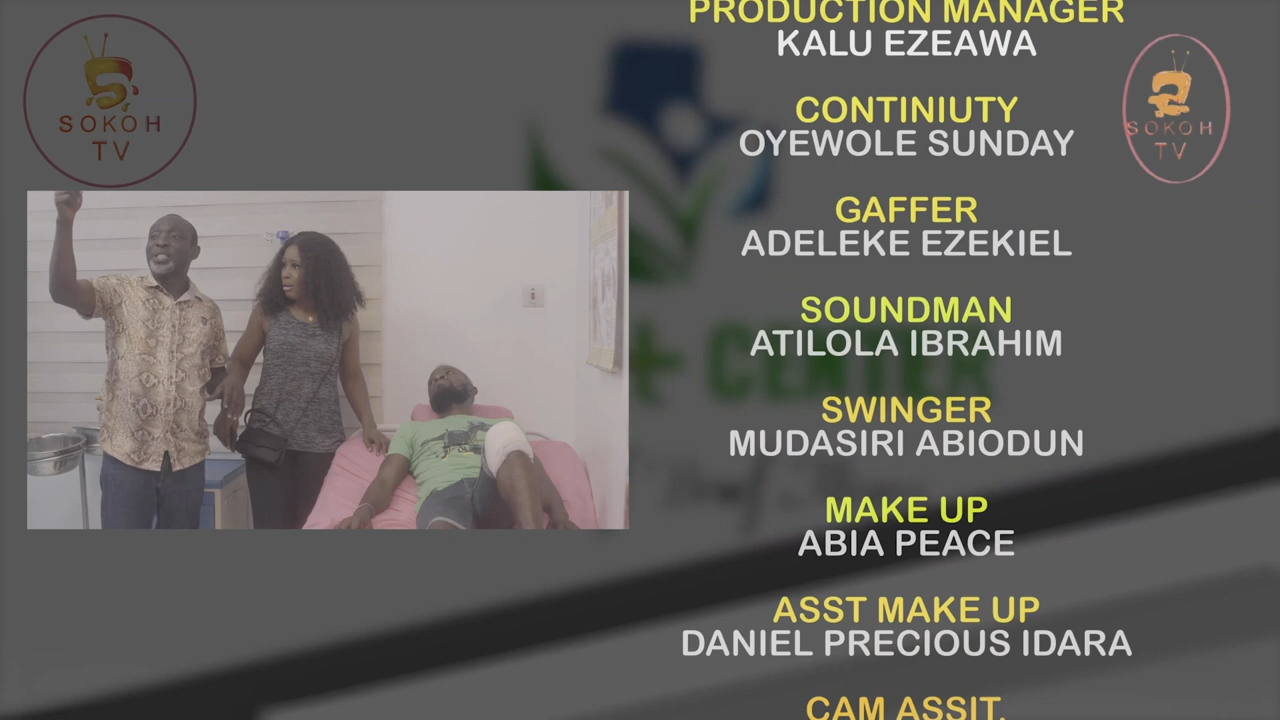 SOKOH
TV
PRODUCTION MANAGER
KALU EZEAWA
CONTINIUTY
OYEWOLE SUNDAY
GAFFER
ADELEKE EZEKIEL
SOUNDMAN
ATILOLA IBRAHIM
SWINGER
MUDASIRI ABIODUN
MAKE UP
ABIA PEACE
ASST MAKE UP
DANIEL PRECIOUS IDARA
CAM ASSIT.
SOKOH
TV
CENTER